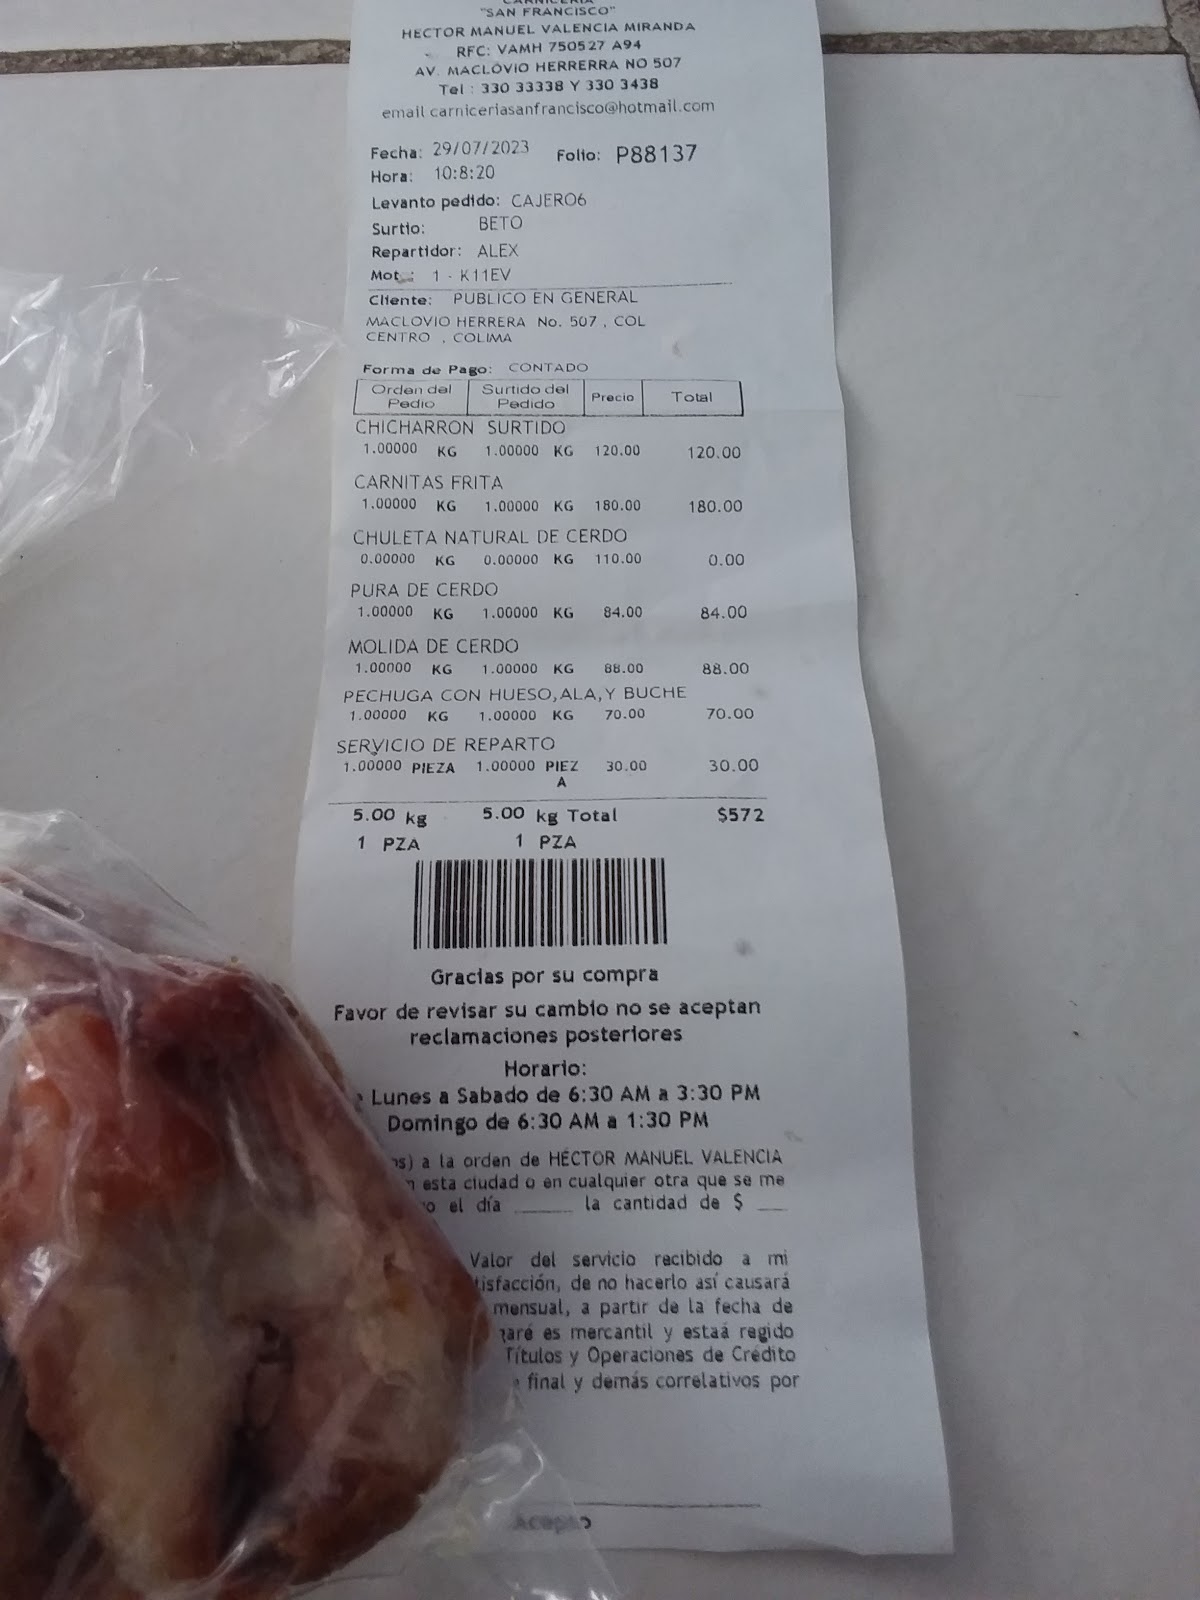 CARNICERIA
"SAN FRANCISCO"
HECTOR MANUEL VALENCIA MIRANDA
RFC: VAMH 750527 A94
AV. MACLOVIO HERRERRA NO 507
Tel : 330 33338 Y 330 3438
email carniceriasanfrancisco@hotmail.com
Fecha: 29/07/2023 Folio: P88137
Hora: 10:8:20
Levanto pedido: CAJERO6
Surtio: BETO
Repartidor: ALEX
Mot : 1 - K11EV
Cliente: PUBLICO EN GENERAL
MACLOVIO HERRERA No. 507 , COL
CENTRO , COLIMA
Forma de Pago: CONTADO
Orden del Pedio Surtido del Pedido Precio Total
CHICHARRON SURTIDO
1.00000 KG 1.00000 KG 120.00 120.00
CARNITAS FRITA
1.00000 KG 1.00000 KG 180.00 180.00
CHULETA NATURAL DE CERDO
0.00000 KG 0.00000 KG 110.00 0.00
PURA DE CERDO
1.00000 KG 1.00000 KG 84.00 84.00
MOLIDA DE CERDO
1.00000 KG 1.00000 KG 88.00 88.00
PECHUGA CON HUESO,ALA,Y BUCHE
1.00000 KG 1.00000 KG 70.00 70.00
SERVICIO DE REPARTO
1.00000 PIEZA 1.00000 PIEZ 30.00 30.00
A
5.00 kg 5.00 kg Total $572
1 PZA 1 PZA
Gracias por su compra
Favor de revisar su cambio no se aceptan
reclamaciones posteriores
Horario:
Lunes a Sabado de 6:30 AM a 3:30 PM
Domingo de 6:30 AM a 1:30 PM
a la orden de HÉCTOR MANUEL VALENCIA
esta ciudad o en cualquier otra que se me
el día ______ la cantidad de $ ___
Valor del servicio recibido a mi
tisfacción, de no hacerlo así causará
mensual, a partir de la fecha de
garé es mercantil y estaá regido
Títulos y Operaciones de Crédito
final y demás correlativos por
Acepto